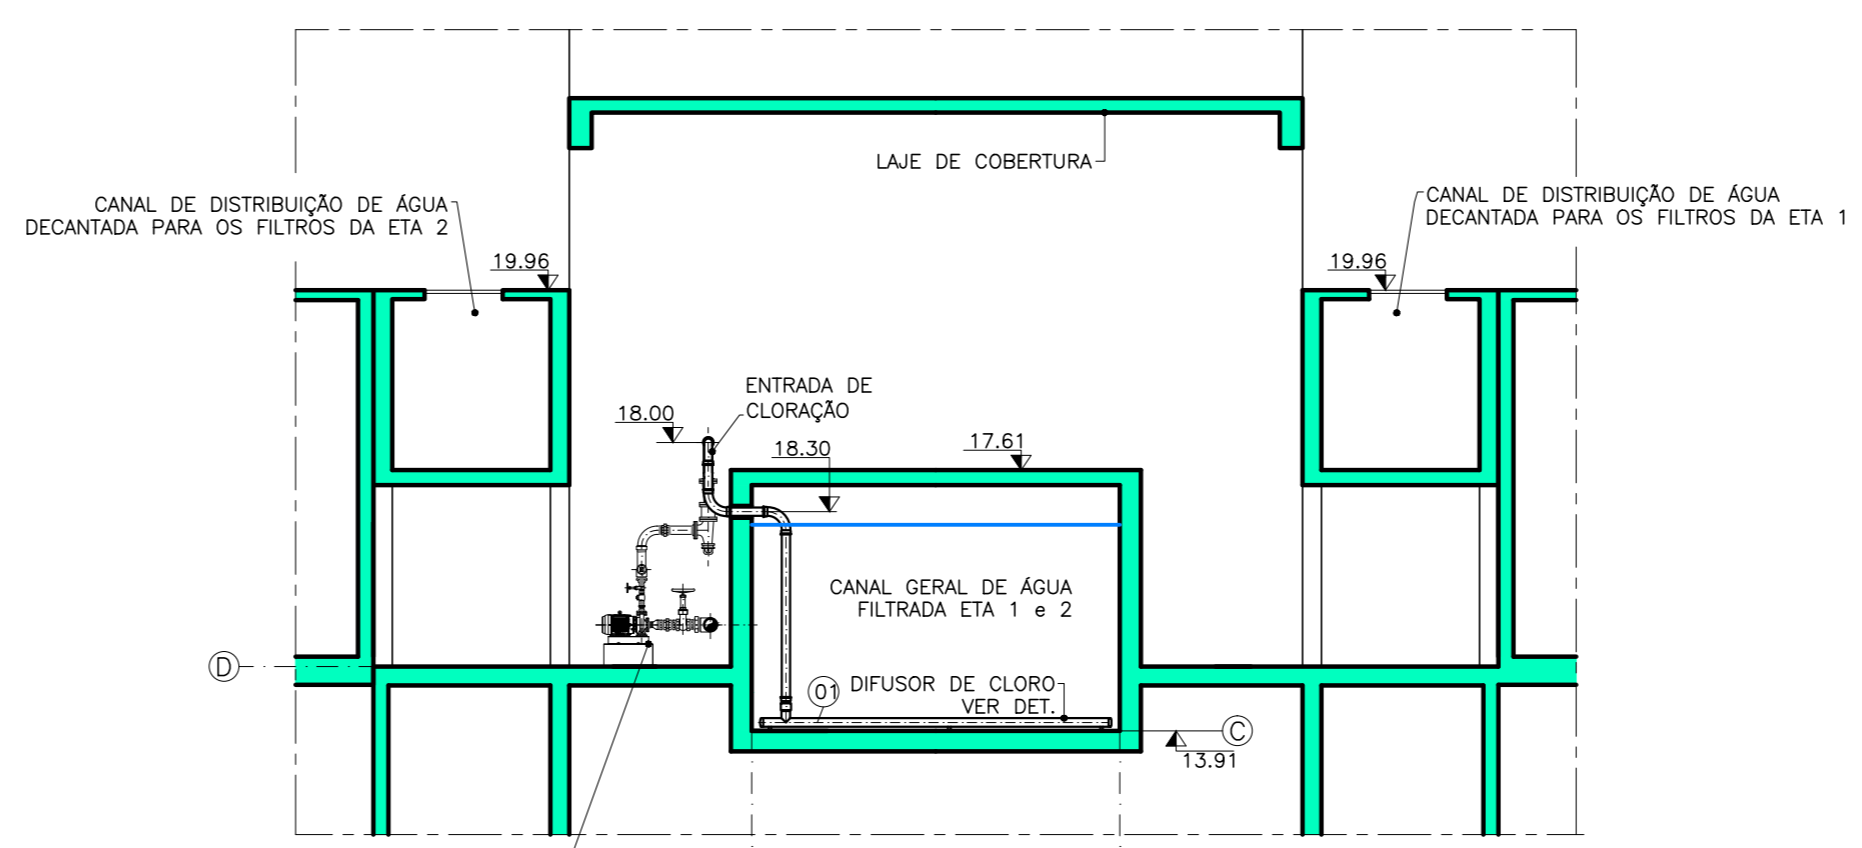 LAJE DE COBERTURA
CANAL DE DISTRIBUIÇÃO DE ÁGUA
DECANTADA PARA OS FILTROS DA ETA 2
CANAL DE DISTRIBUIÇÃO DE ÁGUA
DECANTADA PARA OS FILTROS DA ETA 1
19.96
19.96
ENTRADA DE
CLORAÇÃO
18.00
18.30
17.61
CANAL GERAL DE ÁGUA
FILTRADA ETA 1 e 2
D
01
DIFUSOR DE CLORO
VER DET.
C
13.91